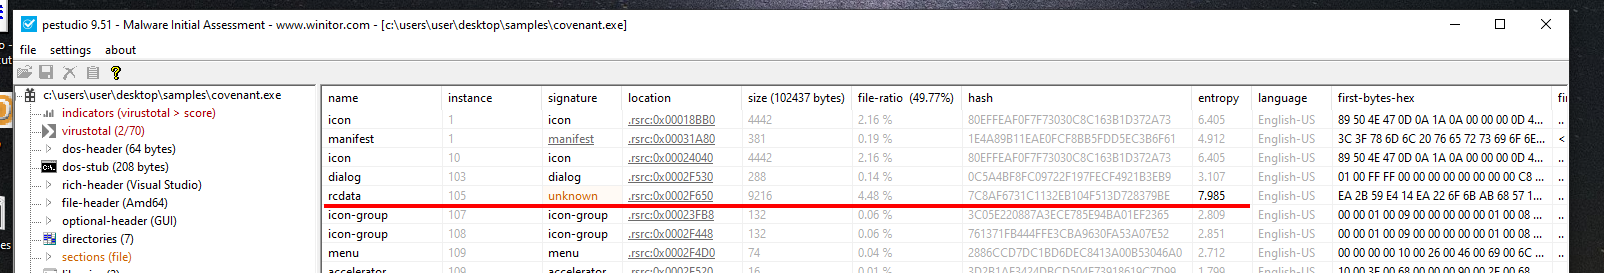 pestudio 9.51 - Malware Initial Assessment - www.winitor.com - [c:\users\user\desktop\samples\covenant.exe]
file settings about
c:\users\user\desktop\samples\covenant.exe
indicators (virustotal > score)
virustotal (2/70)
dos-header (64 bytes)
dos-stub (208 bytes)
rich-header (Visual Studio)
file-header (Amd64)
optional-header (GUI)
directories (7)
sections (file)
name instance signature location size (102437 bytes) file-ratio (49.77%) hash entropy language first-bytes-hex
icon 1 icon .rsrc:0x00018BB0 4442 2.16 % 80EFFEAF0F7F73030C8C163B1D372A73 6.405 English-US 89 50 4E 47 0D 0A 1A 0A 00 00 00 0D 4...
manifest 1 manifest .rsrc:0x00031A80 381 0.19 % 1E4A89B11EAE0FCF8BB5FDD5EC3B6F61 4.912 English-US 3C 3F 78 6D 6C 20 76 65 72 73 69 6F 6E...
icon 10 icon .rsrc:0x00024040 4442 2.16 % 80EFFEAF0F7F73030C8C163B1D372A73 6.405 English-US 89 50 4E 47 0D 0A 1A 0A 00 00 00 0D 4...
dialog 103 dialog .rsrc:0x0002F530 288 0.14 % 0C5A4BF8FC09722F197FECF4921B3EB9 3.107 English-US 01 00 FF FF 00 00 00 00 00 00 00 00 C8 ...
rcdata 105 unknown .rsrc:0x0002F650 9216 4.48 % 7C8AF6731C1132EB104F513D728379BE 7.985 English-US EA 2B 59 E4 14 EA 22 6F 6B AB 68 57 1...
icon-group 107 icon-group .rsrc:0x00023FB8 132 0.06 % 3C05E220887A3ECE785E94BA01EF2365 2.809 English-US 00 00 01 00 09 00 00 00 00 00 01 00 08 ...
icon-group 108 icon-group .rsrc:0x0002F448 132 0.06 % 761371FB444FFE3CBA9630FA53A07E52 2.851 English-US 00 00 01 00 09 00 00 00 00 00 01 00 08 ...
menu 109 menu .rsrc:0x0002F4D0 74 0.04 % 2886CCD7DC1BD6DEC8413A00B53046A0 2.712 English-US 00 00 00 00 10 00 26 00 46 00 69 00 6C ...
accelerator 109